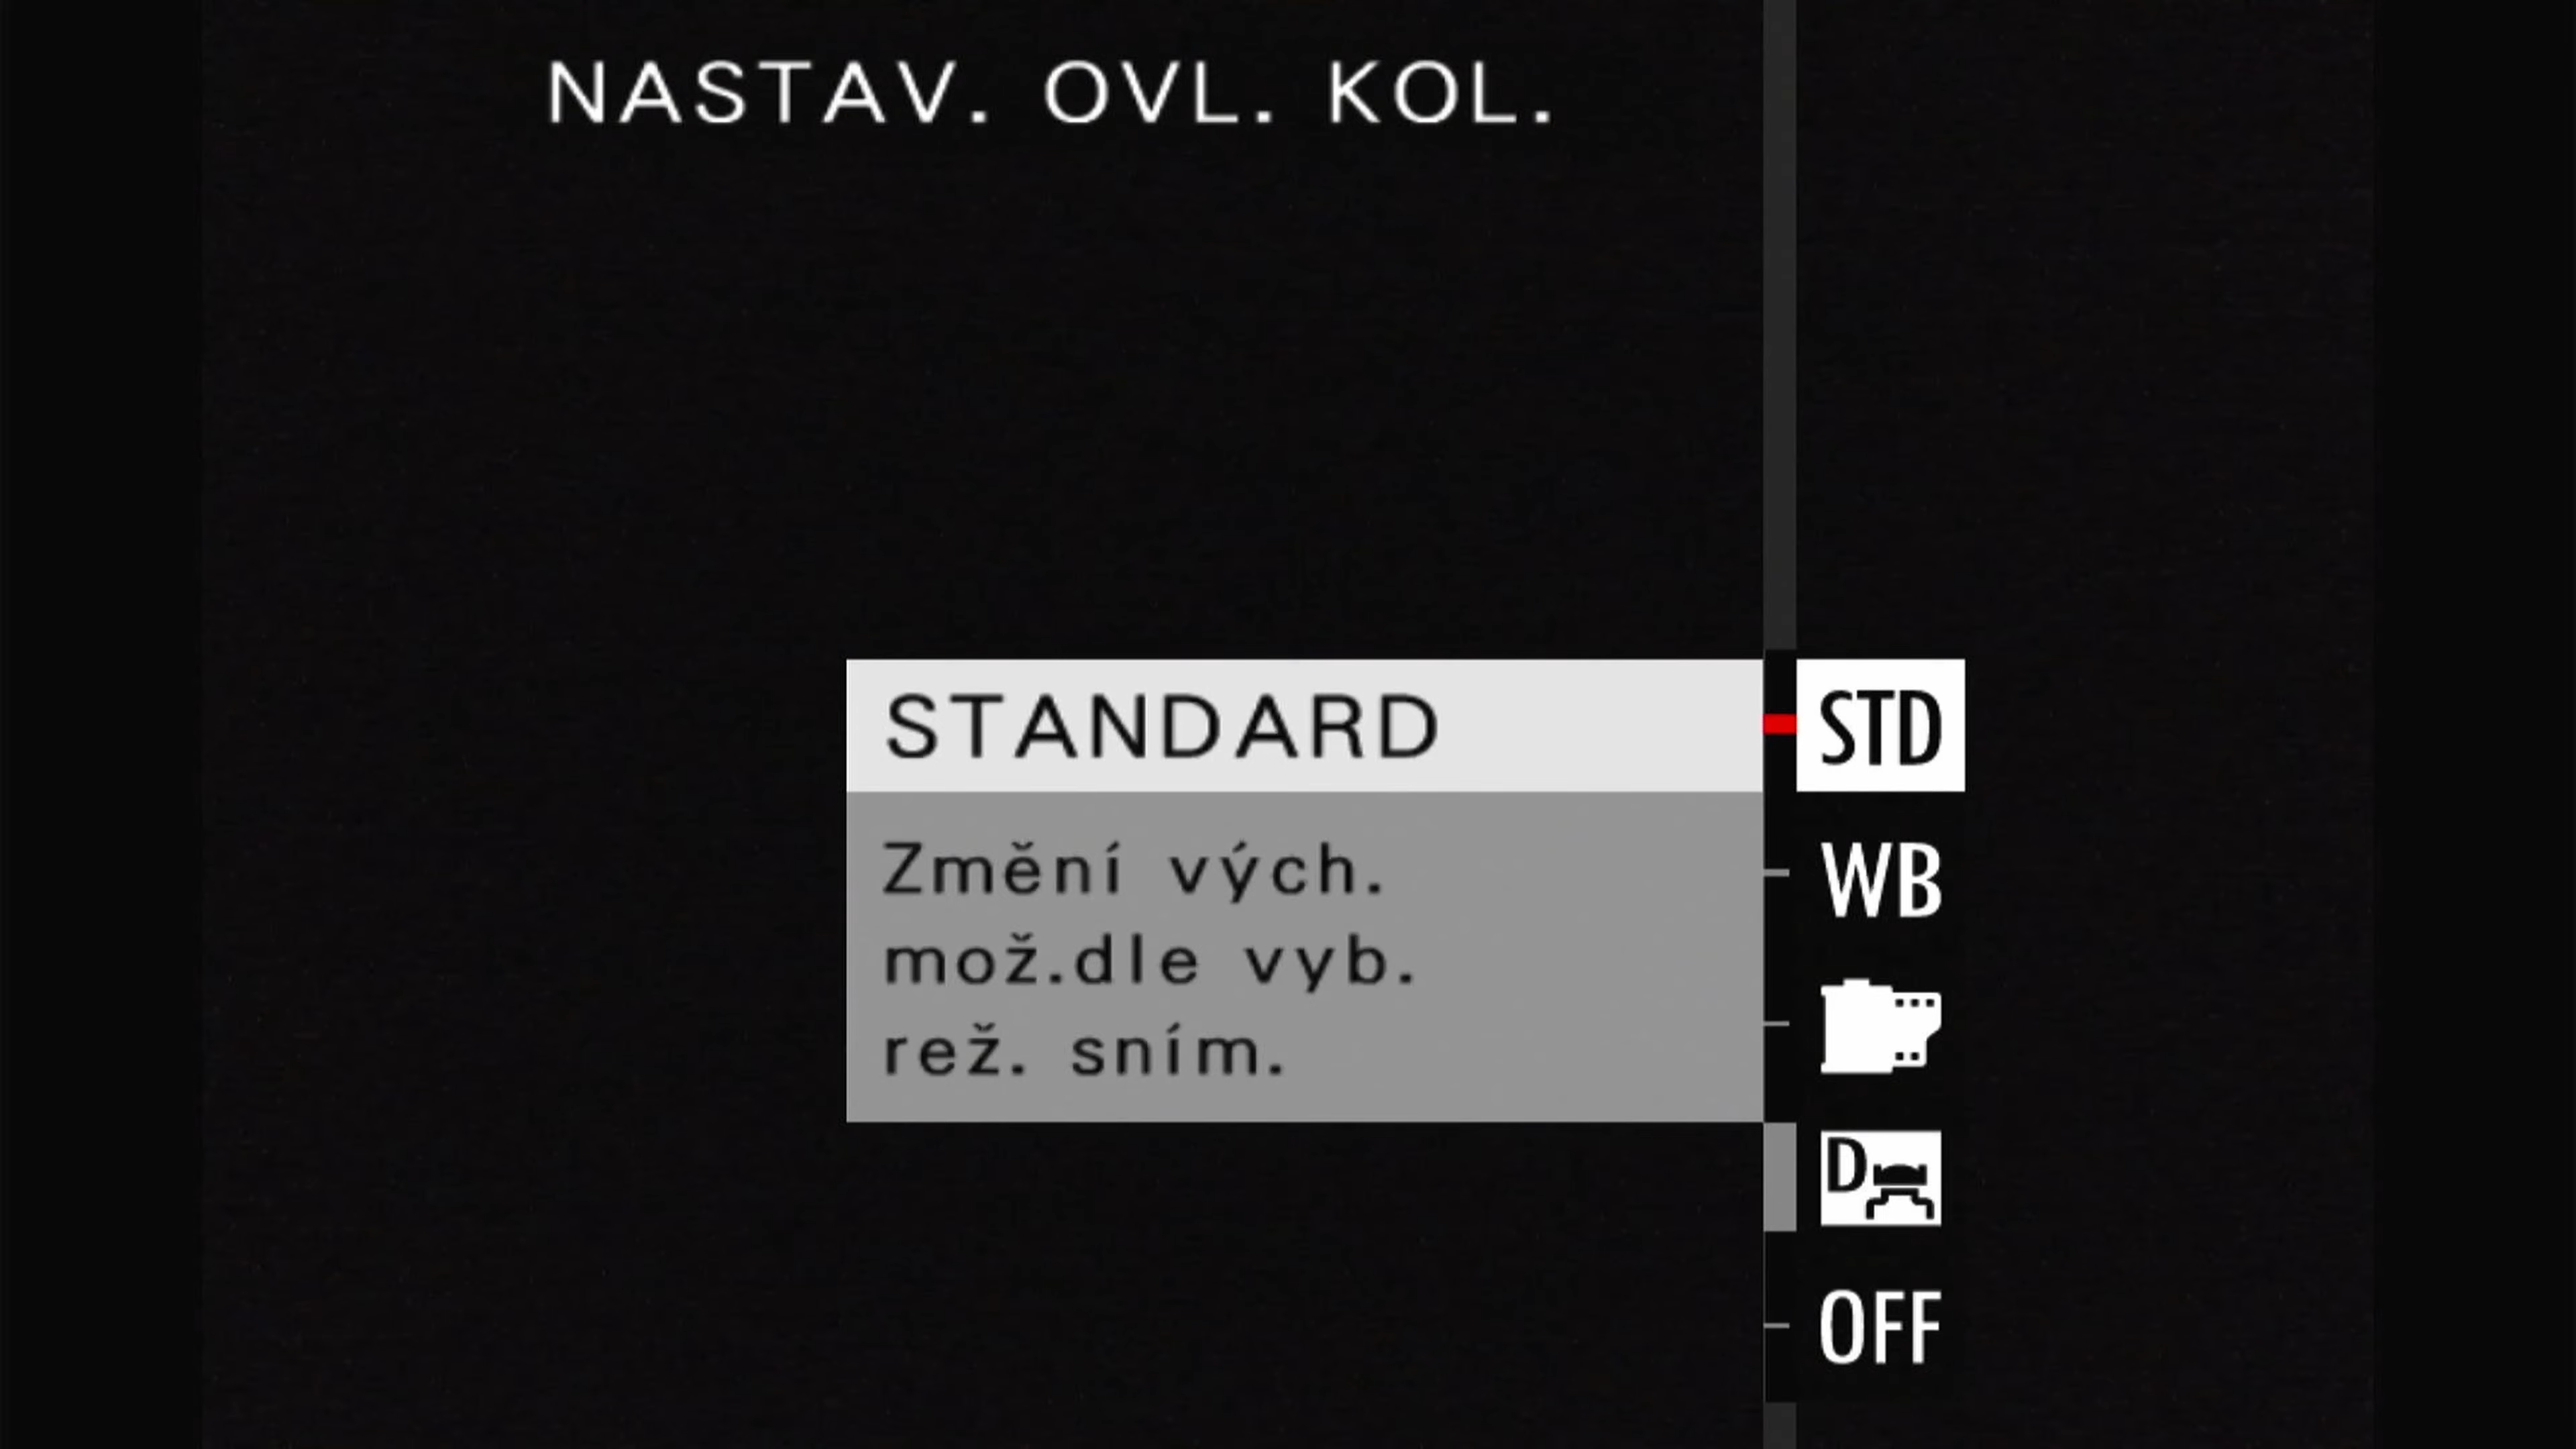 NASTAV. OVL. KOL.
STANDARD
STD
Změní vých.
mož.dle vyb.
rež. sním.
WB
D
OFF